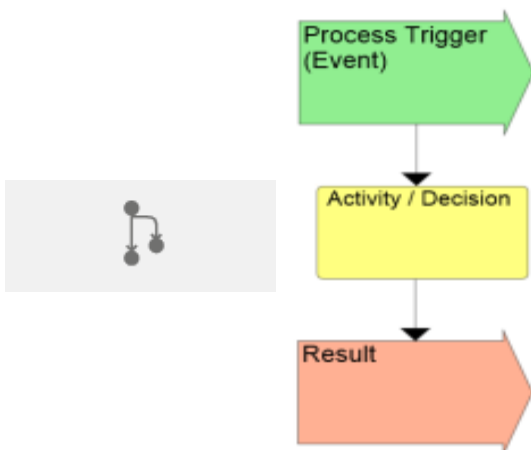 Process Trigger
(Event)
Activity / Decision
Result